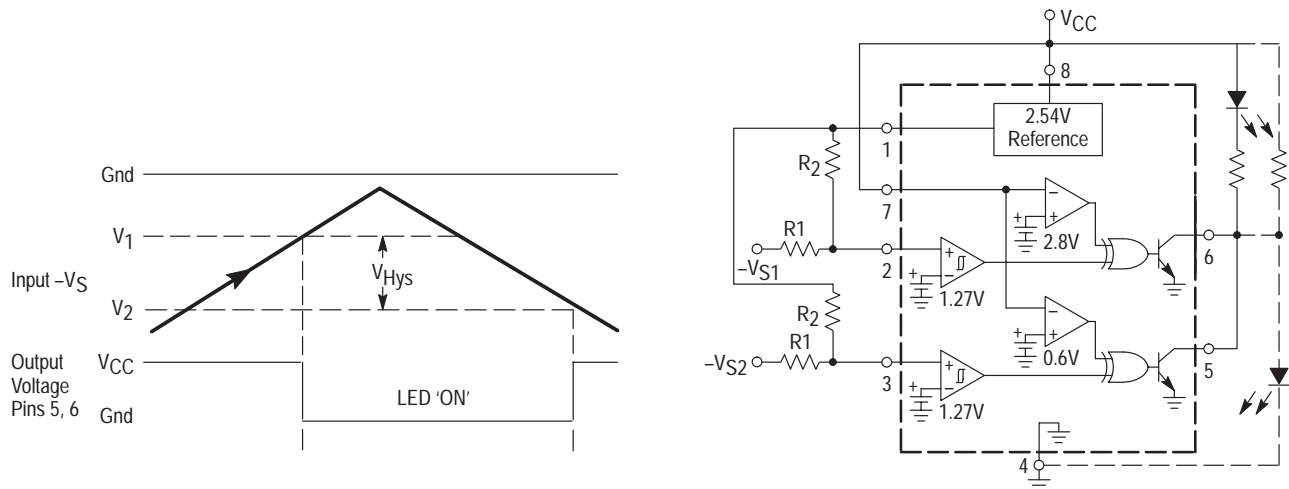 Gnd
V1
Input –VS
VHys
V2
Output
Voltage
Pins 5, 6
VCC
LED 'ON'
Gnd
VCC
8
2.54V
Reference
1
R2
7
–
+
+
2.8V
R1
–VS1
2
+
+
–
1.27V
6
R2
–
+
+
0.6V
R1
–VS2
3
+
+
–
1.27V
5
4